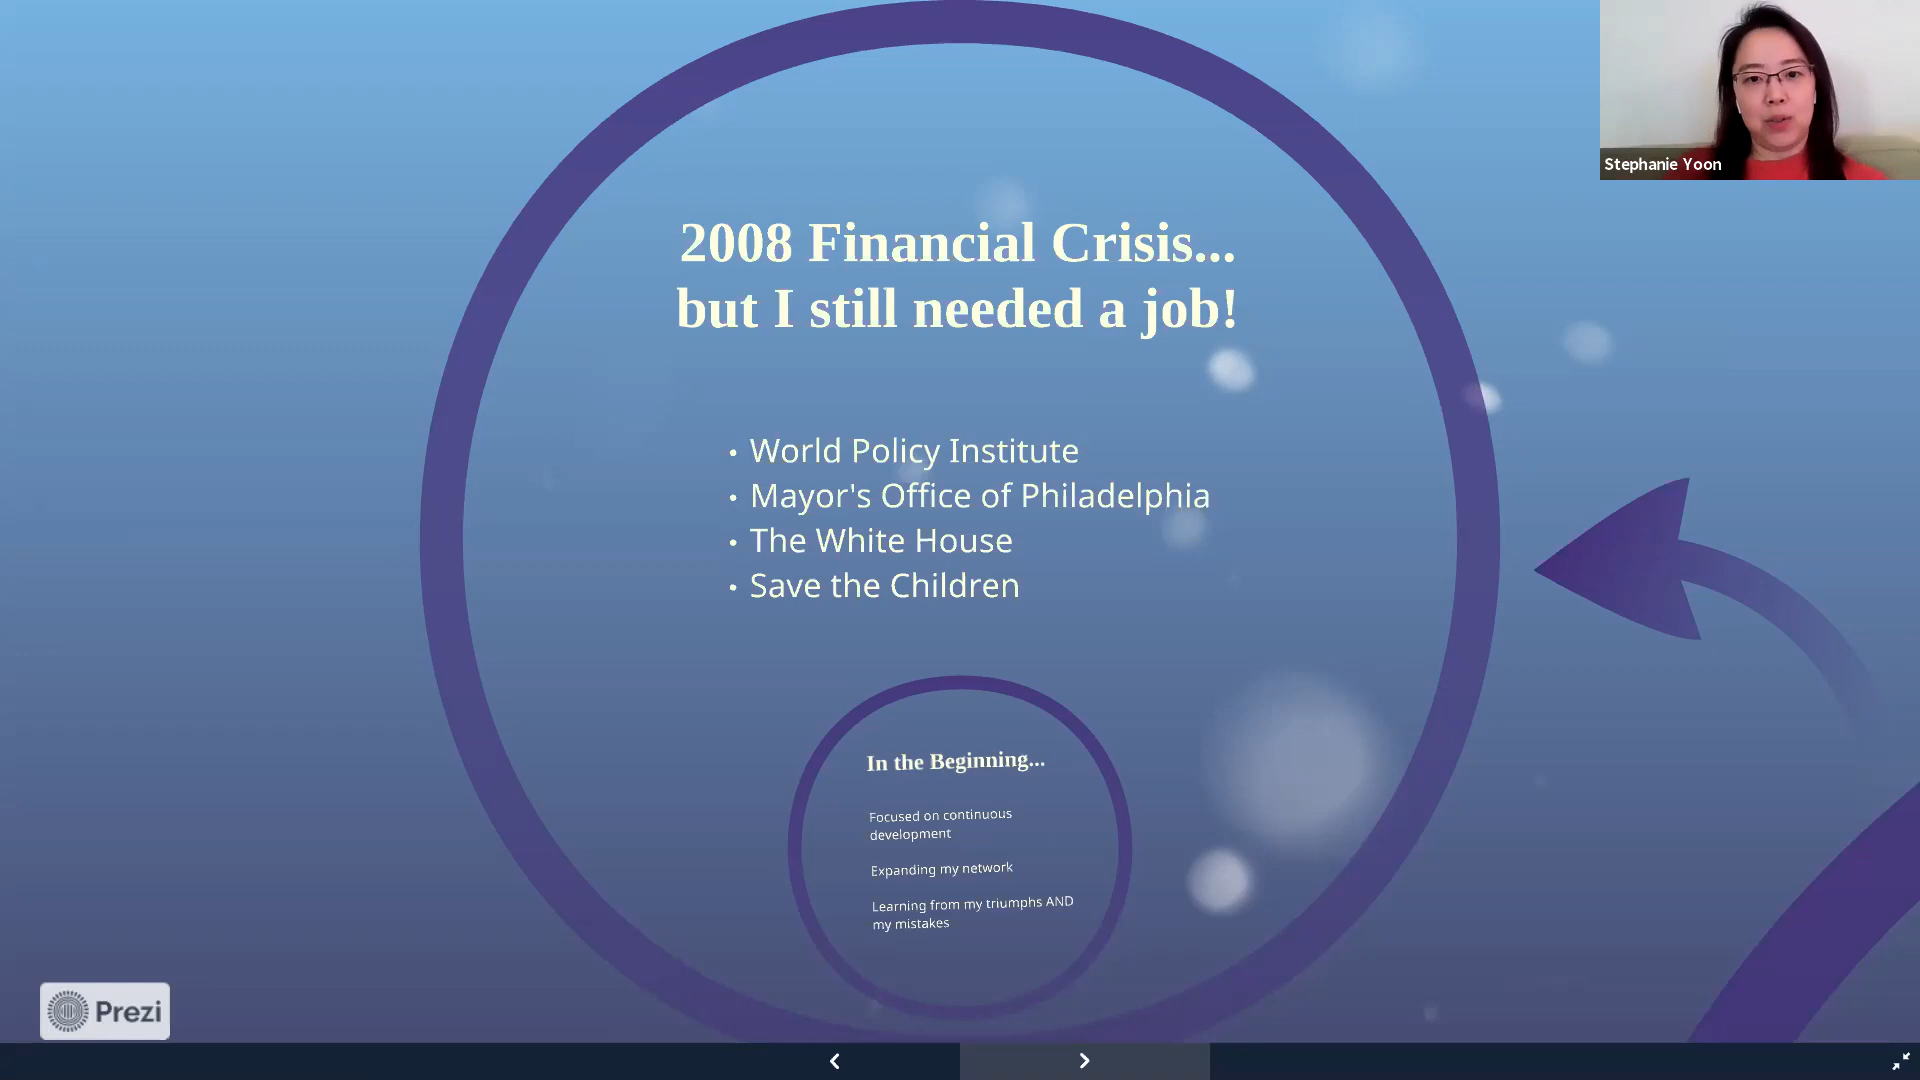 Stephanie Yoon
2008 Financial Crisis...
but I still needed a job!
• World Policy Institute
• Mayor's Office of Philadelphia
• The White House
• Save the Children
In the Beginning...
Focused on continuous
development
Expanding my network
Learning from my triumphs AND
my mistakes
Prezi